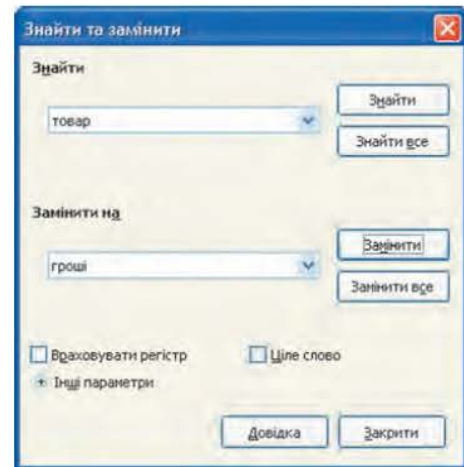 Знайти та замінити
Знайти
товар
Знайти
Знайти все
Замінити на
гроші
Замінити
Замінити все
Враховувати регістр
Ціле слово
+ Інші параметри
Довідка
Закрити